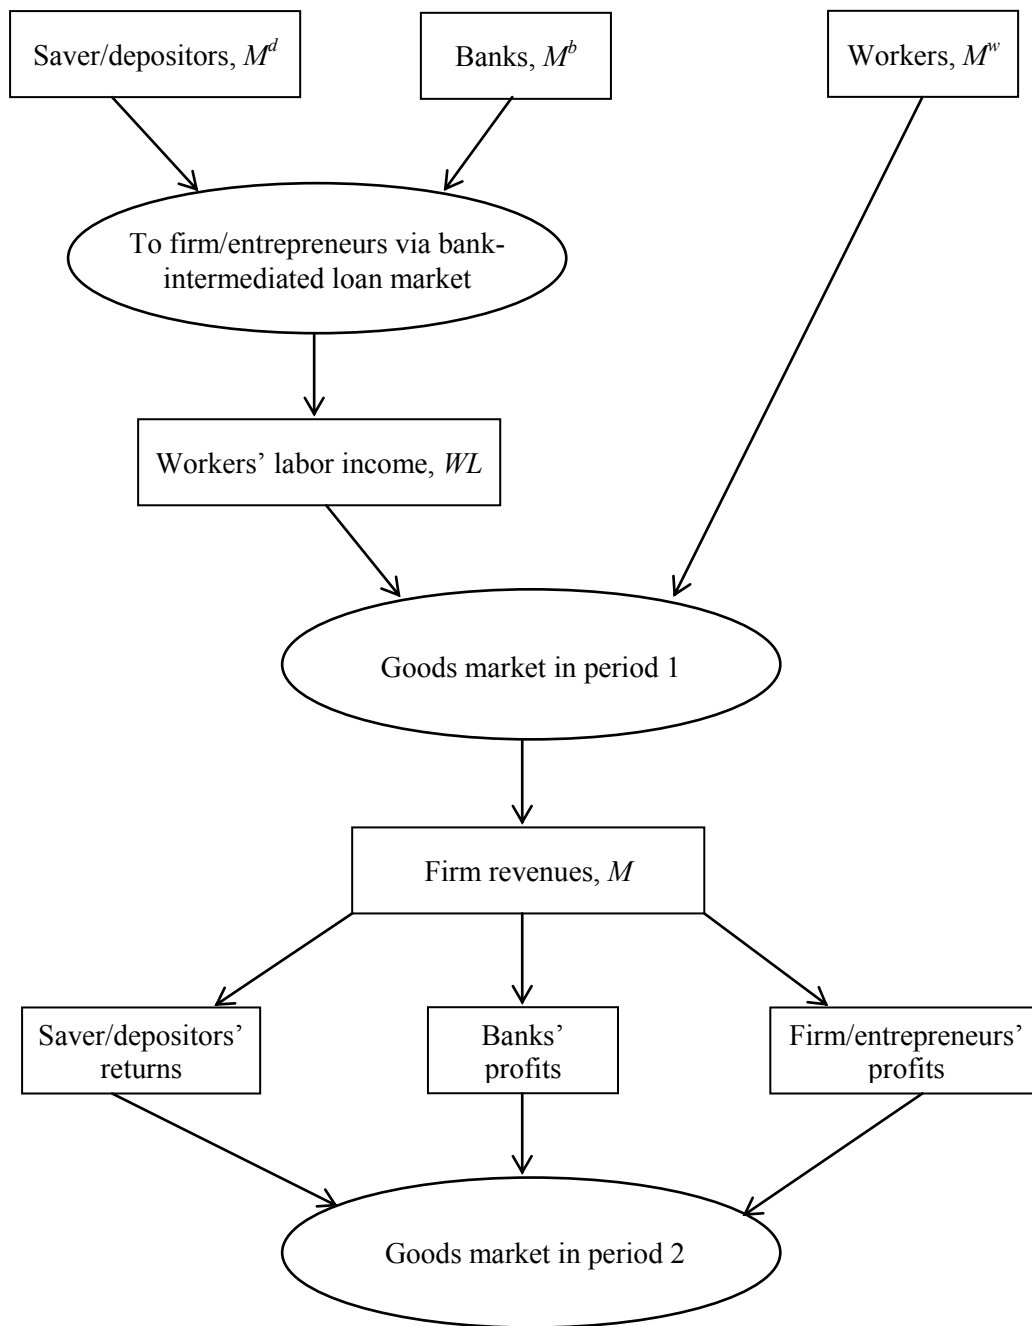 Saver/depositors, M^d
Banks, M^b
Workers, M^w
To firm/entrepreneurs via bank-
intermediated loan market
Workers’ labor income, WL
Goods market in period 1
Firm revenues, M
Saver/depositors’
returns
Banks’
profits
Firm/entrepreneurs’
profits
Goods market in period 2